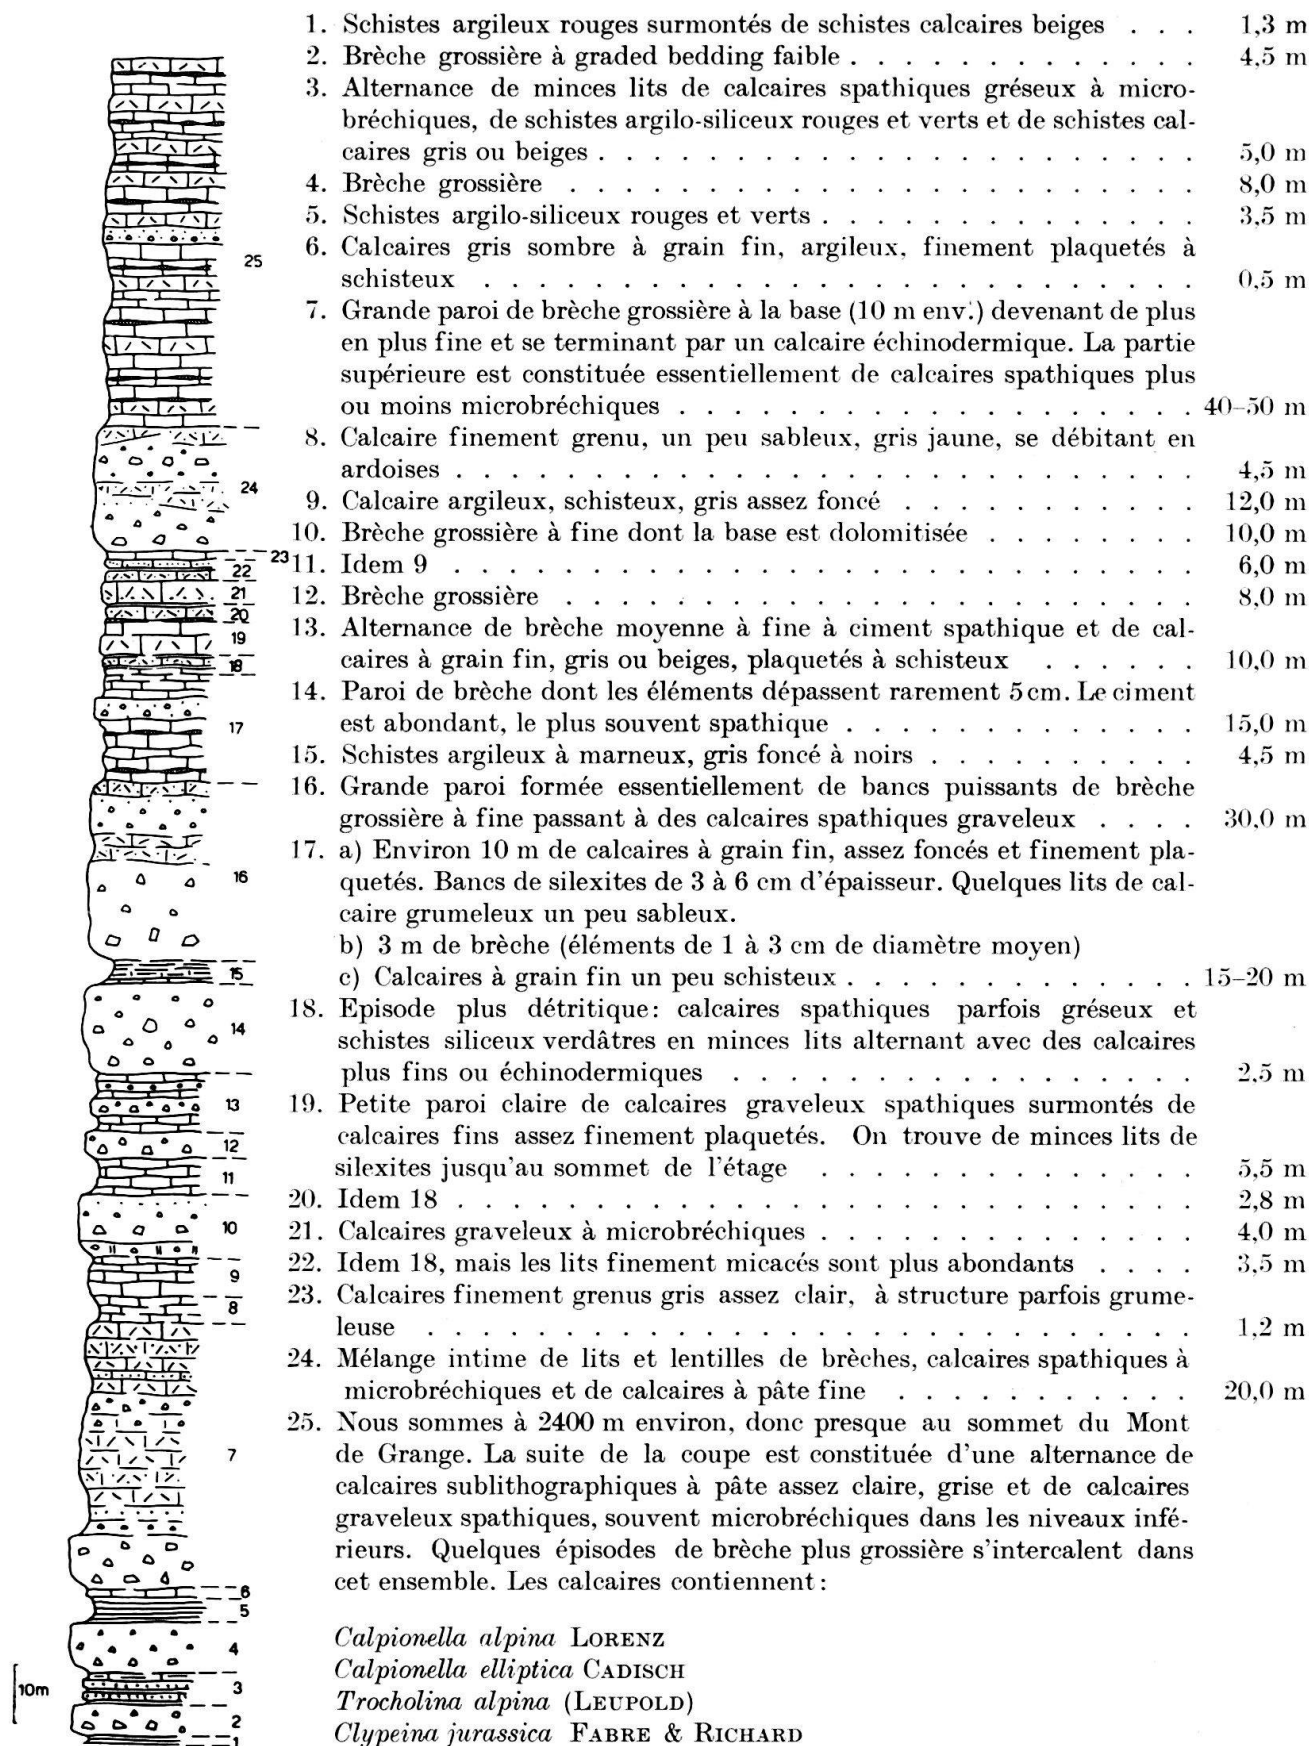 1. Schistes argileux rouges surmontés de schistes calcaires beiges . . . 1,3 m
2. Brèche grossière à graded bedding faible . . . . . . . . . . . . . 4,5 m
3. Alternance de minces lits de calcaires spathiques gréseux à micro-
bréchiques, de schistes argilo-siliceux rouges et verts et de schistes cal-
caires gris ou beiges . . . . . . . . . . . . . . . . . . . . . . 5,0 m
4. Brèche grossière . . . . . . . . . . . . . . . . . . . . . . . 8,0 m
5. Schistes argilo-siliceux rouges et verts . . . . . . . . . . . . . . 3,5 m
6. Calcaires gris sombre à grain fin, argileux, finement plaquetés à
schisteux . . . . . . . . . . . . . . . . . . . . . . . . . . 0,5 m
7. Grande paroi de brèche grossière à la base (10 m env.) devenant de plus
en plus fine et se terminant par un calcaire échinodermique. La partie
supérieure est constituée essentiellement de calcaires spathiques plus
ou moins microbréchiques . . . . . . . . . . . . . . . . . . . 40–50 m
8. Calcaire finement grenu, un peu sableux, gris jaune, se débitant en
ardoises . . . . . . . . . . . . . . . . . . . . . . . . . . . 4,5 m
9. Calcaire argileux, schisteux, gris assez foncé . . . . . . . . . . . 12,0 m
10. Brèche grossière à fine dont la base est dolomitisée . . . . . . . . 10,0 m
11. Idem 9 . . . . . . . . . . . . . . . . . . . . . . . . . . . 6,0 m
12. Brèche grossière . . . . . . . . . . . . . . . . . . . . . . . 8,0 m
13. Alternance de brèche moyenne à fine à ciment spathique et de cal-
caires à grain fin, gris ou beiges, plaquetés à schisteux . . . . . . 10,0 m
14. Paroi de brèche dont les éléments dépassent rarement 5 cm. Le ciment
est abondant, le plus souvent spathique . . . . . . . . . . . . . 15,0 m
15. Schistes argileux à marneux, gris foncé à noirs . . . . . . . . . . 4,5 m
16. Grande paroi formée essentiellement de bancs puissants de brèche
grossière à fine passant à des calcaires spathiques graveleux . . . . 30,0 m
17. a) Environ 10 m de calcaires à grain fin, assez foncés et finement pla-
quetés. Bancs de silexites de 3 à 6 cm d'épaisseur. Quelques lits de cal-
caire grumeleux un peu sableux.
b) 3 m de brèche (éléments de 1 à 3 cm de diamètre moyen)
c) Calcaires à grain fin un peu schisteux . . . . . . . . . . . . . 15–20 m
18. Episode plus détritique: calcaires spathiques parfois gréseux et
schistes siliceux verdâtres en minces lits alternant avec des calcaires
plus fins ou échinodermiques . . . . . . . . . . . . . . . . . 2,5 m
19. Petite paroi claire de calcaires graveleux spathiques surmontés de
calcaires fins assez finement plaquetés. On trouve de minces lits de
silexites jusqu'au sommet de l'étage . . . . . . . . . . . . . . 5,5 m
20. Idem 18 . . . . . . . . . . . . . . . . . . . . . . . . . . . 2,8 m
21. Calcaires graveleux à microbréchiques . . . . . . . . . . . . . . 4,0 m
22. Idem 18, mais les lits finement micacés sont plus abondants . . . . 3,5 m
23. Calcaires finement grenus gris assez clair, à structure parfois grume-
leuse . . . . . . . . . . . . . . . . . . . . . . . . . . . . 1,2 m
24. Mélange intime de lits et lentilles de brèches, calcaires spathiques à
microbréchiques et de calcaires à pâte fine . . . . . . . . . . . 20,0 m
25. Nous sommes à 2400 m environ, donc presque au sommet du Mont
de Grange. La suite de la coupe est constituée d'une alternance de
calcaires sublithographiques à pâte assez claire, grise et de calcaires
graveleux spathiques, souvent microbréchiques dans les niveaux infé-
rieurs. Quelques épisodes de brèche plus grossière s'intercalent dans
cet ensemble. Les calcaires contiennent:
Calpionella alpina LORENZ
Calpionella elliptica CADISCH
Trocholina alpina (LEUPOLD)
Clypeina jurassica FABRE & RICHARD
25
24
23
22
21
20
19
18
17
16
15
14
13
12
11
10
9
8
7
6
5
4
3
2
1
10m